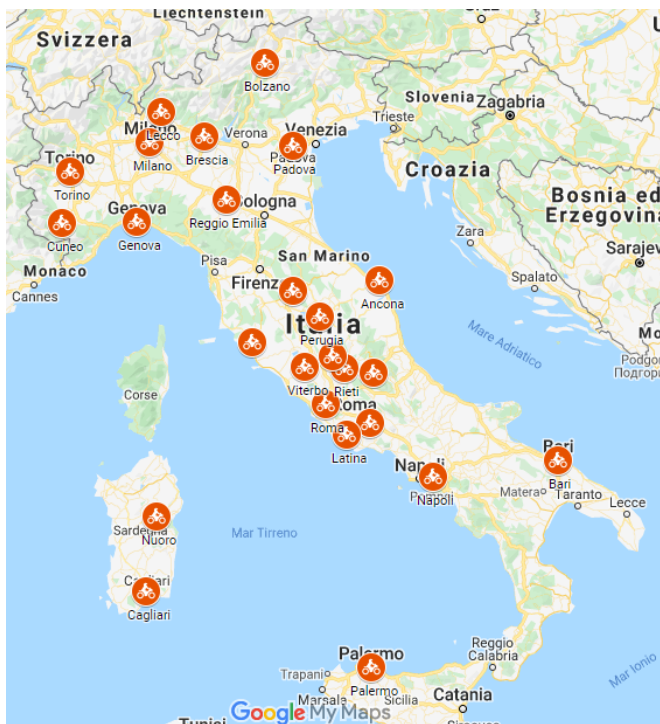 Liechtenstein
Svizzera
Bolzano
Slovenia
Zagabria
Milano
Lecco
Milano
Brescia
Verona
Venezia
Trieste
Padova
Padova
Croazia
Torino
Torino
Bosnia ed
Erzegovina
Genova
Genova
Bologna
Reggio Emilia
Cuneo
Zara
Sarajev
San Marino
Monaco
Cannes
Pisa
Firenz
Ancona
Spalato
Italia
Perugia
Mare Adriatico
Podgor
Подгори
Corse
Viterbo
Rieti
Roma
Roma
Latina
Napoli
Napoli
Bari
Bari
Matera
Taranto
Lecce
Sardegna
Nuoro
Mar Tirreno
Cagliari
Cagliari
Palermo
Palermo
Reggio
Calabria
Mar Ionio
Trapani
Marsala
Sicilia
Catania
Google My Maps